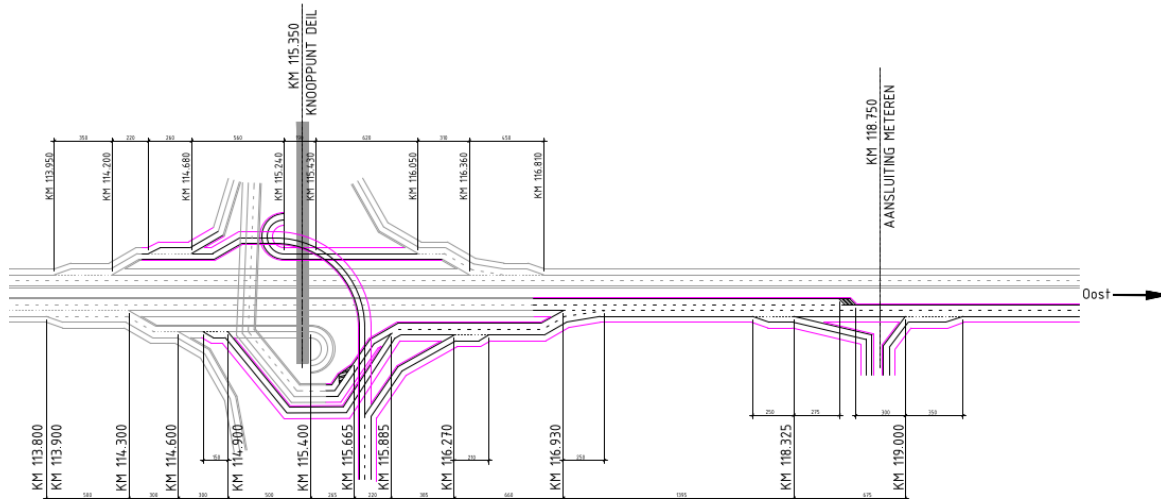 KM 115.350
KNOOPPUNT DEIL
KM 118.750
AANSLUITING METEREN
350
220
260
560
620
310
450
KM 113.950
KM 114.200
KM 114.680
KM 115.240
KM 115.430
KM 116.050
KM 116.360
KM 116.810
Oost
250
275
300
350
150
210
250
KM 113.800
KM 113.900
KM 114.300
KM 114.600
KM 114.900
KM 115.400
KM 115.665
KM 115.885
KM 116.270
KM 116.930
KM 118.325
KM 119.000
500
300
300
500
265
220
385
660
1395
675